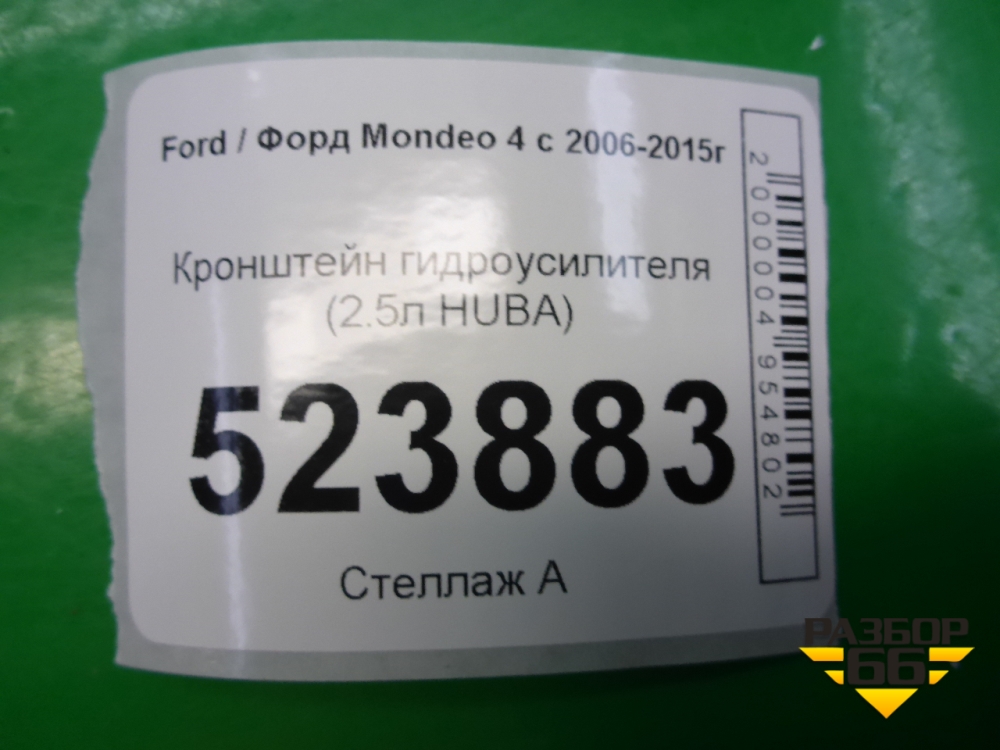 Ford / Форд Mondeo 4 с 2006-2015г
Кронштейн гидроусилителя
(2.5л HUBA)
523883
Стеллаж А
2000004954802
РАЗБОР
66